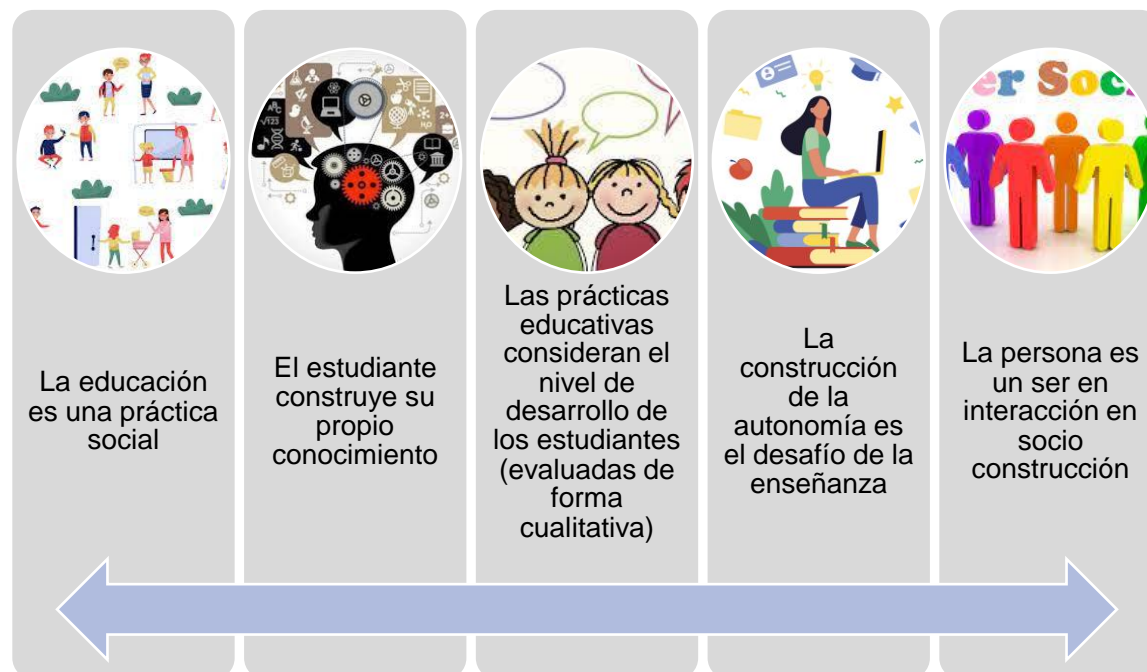 er Soc
La educación
es una práctica
social
El estudiante
construye su
propio
conocimiento
Las prácticas
educativas
consideran el
nivel de
desarrollo de
los estudiantes
(evaluadas de
forma
cualitativa)
La
construcción
de la
autonomía es
el desafío de la
enseñanza
La persona es
un ser en
interacción en
socio
construcción